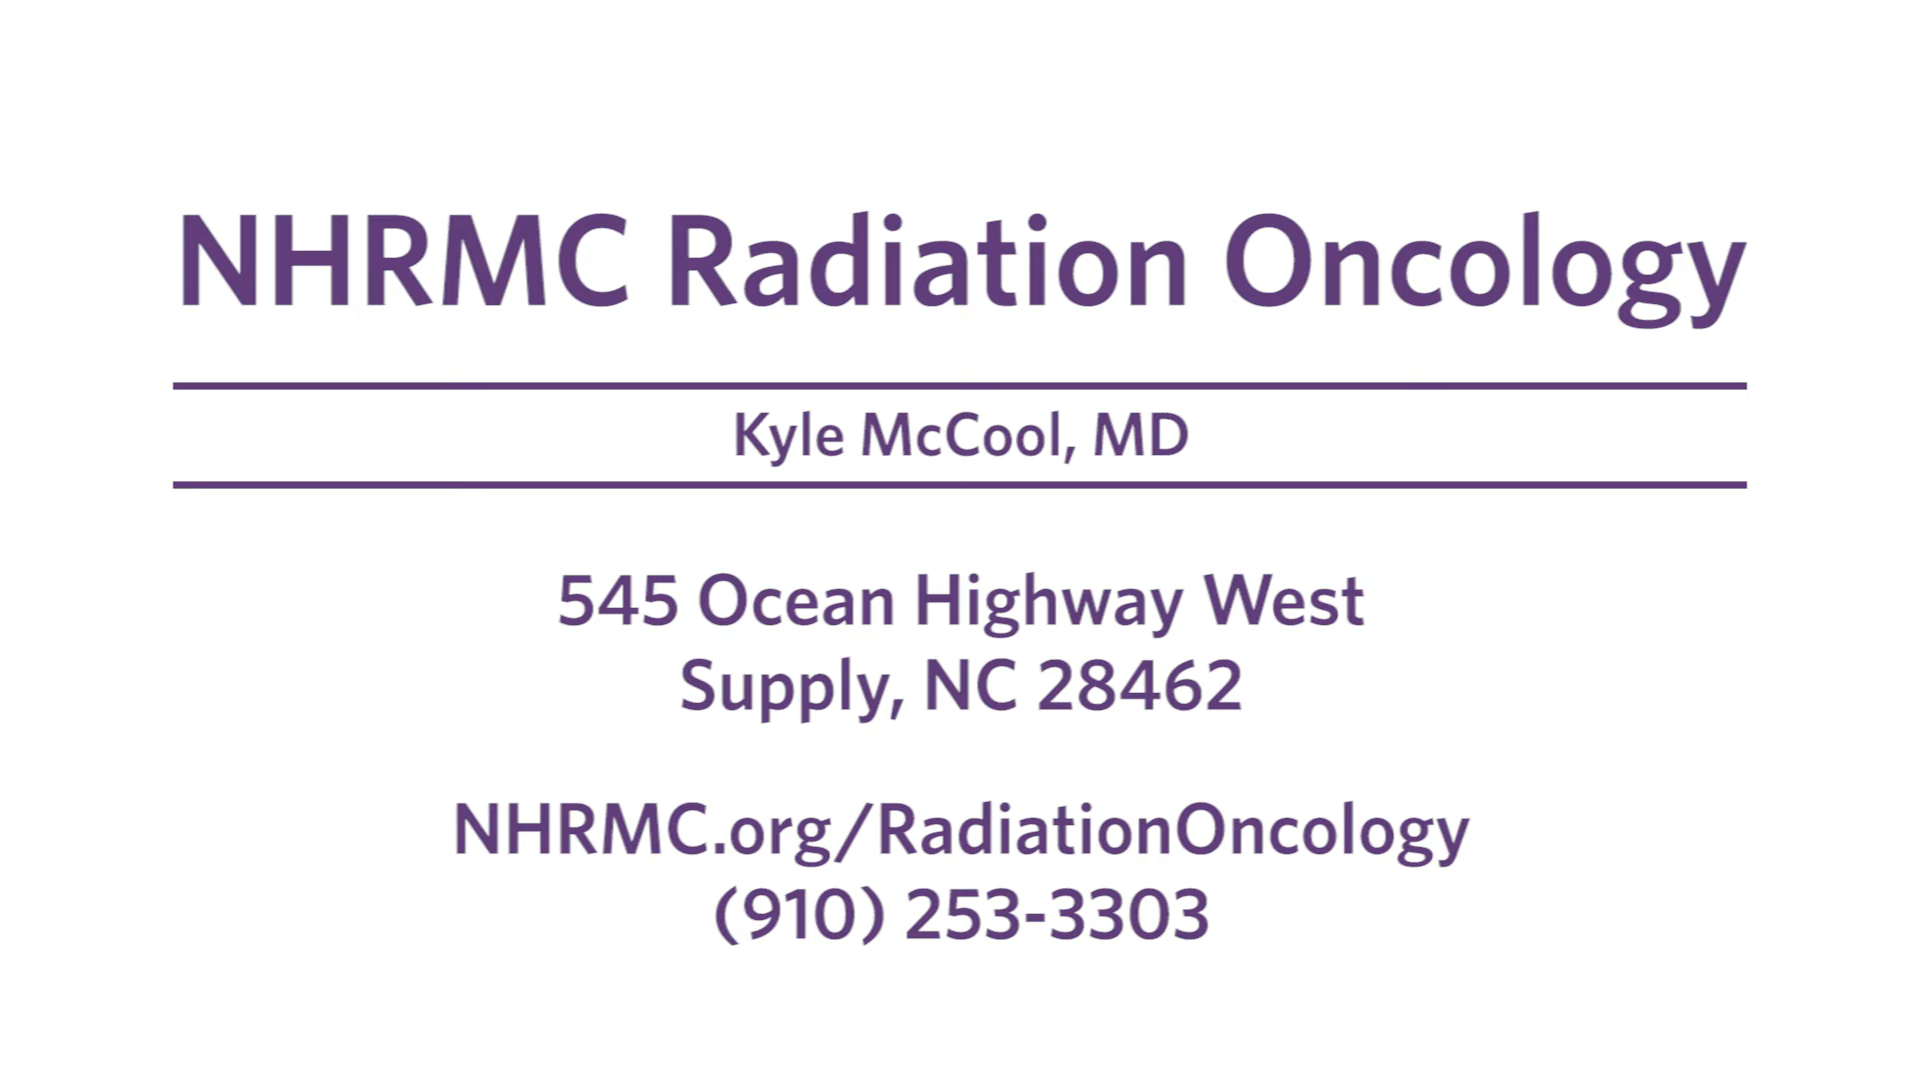 NHRMC Radiation Oncology
Kyle McCool, MD
545 Ocean Highway West
Supply, NC 28462
NHRMC.org/RadiationOncology
(910) 253-3303